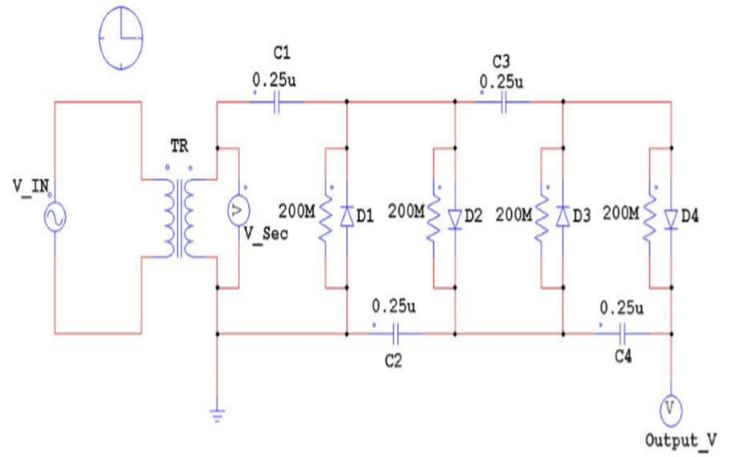 C1
0.25u
C3
0.25u
TR
V_IN
V
V_Sec
200M
D1
200M
D2
200M
D3
200M
D4
0.25u
C2
0.25u
C4
V
Output_V